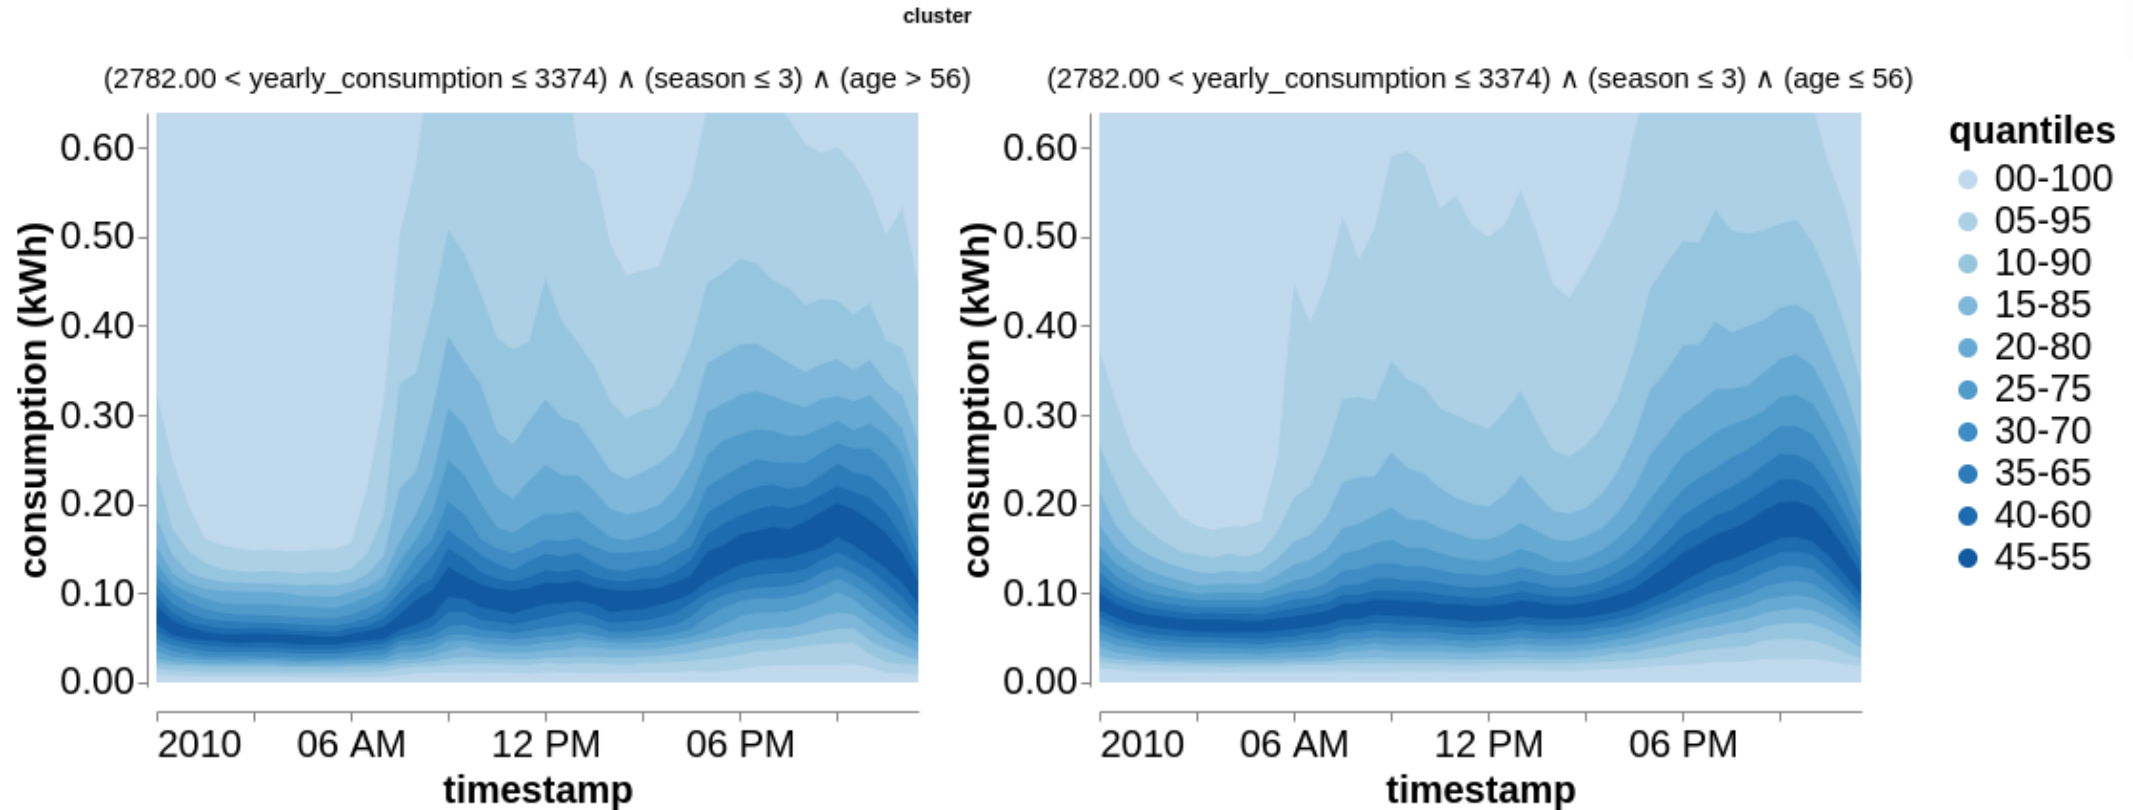 cluster
(2782.00 < yearly_consumption ≤ 3374) ∧ (season ≤ 3) ∧ (age > 56)
(2782.00 < yearly_consumption ≤ 3374) ∧ (season ≤ 3) ∧ (age ≤ 56)
consumption (kWh)
0.60
0.50
0.40
0.30
0.20
0.10
0.00
2010 06 AM 12 PM 06 PM
timestamp
consumption (kWh)
0.60
0.50
0.40
0.30
0.20
0.10
0.00
2010 06 AM 12 PM 06 PM
timestamp
quantiles
00-100
05-95
10-90
15-85
20-80
25-75
30-70
35-65
40-60
45-55